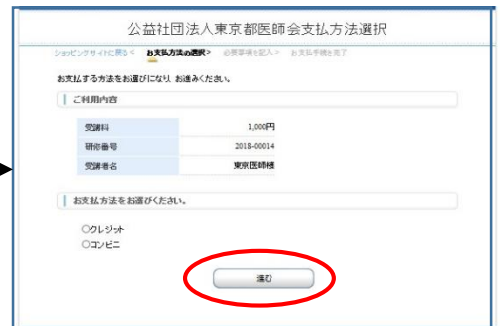 公益社団法人東京都医師会支払方法選択
ショッピングサイトに戻る< お支払方法の選択> 必要事項を記入> お支払手続き完了
お支払する方法をお選びになり、お進みください。
ご利用内容
受講料 1,000円
研修番号 2018-00014
受講者名 東京医師様
お支払方法をお選びください。
○クレジット
○コンビニ
進む